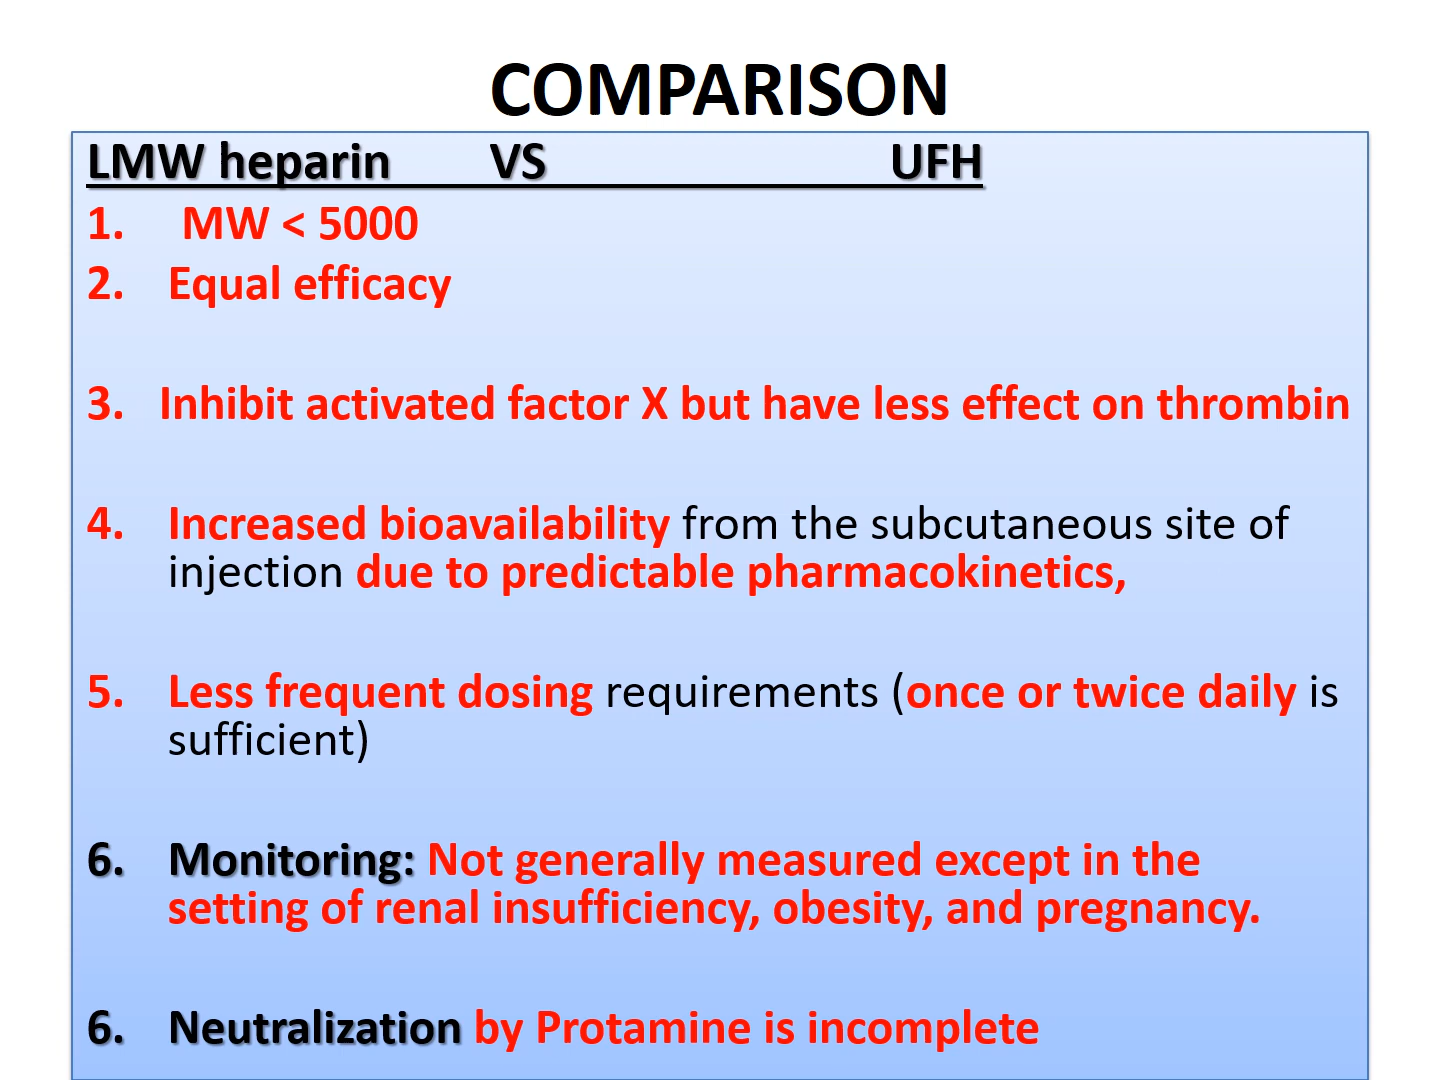 COMPARISON
LMW heparin VS UFH
1. MW < 5000
2. Equal efficacy
3. Inhibit activated factor X but have less effect on thrombin
4. Increased bioavailability from the subcutaneous site of
injection due to predictable pharmacokinetics,
5. Less frequent dosing requirements (once or twice daily is
sufficient)
6. Monitoring: Not generally measured except in the
setting of renal insufficiency, obesity, and pregnancy.
6. Neutralization by Protamine is incomplete